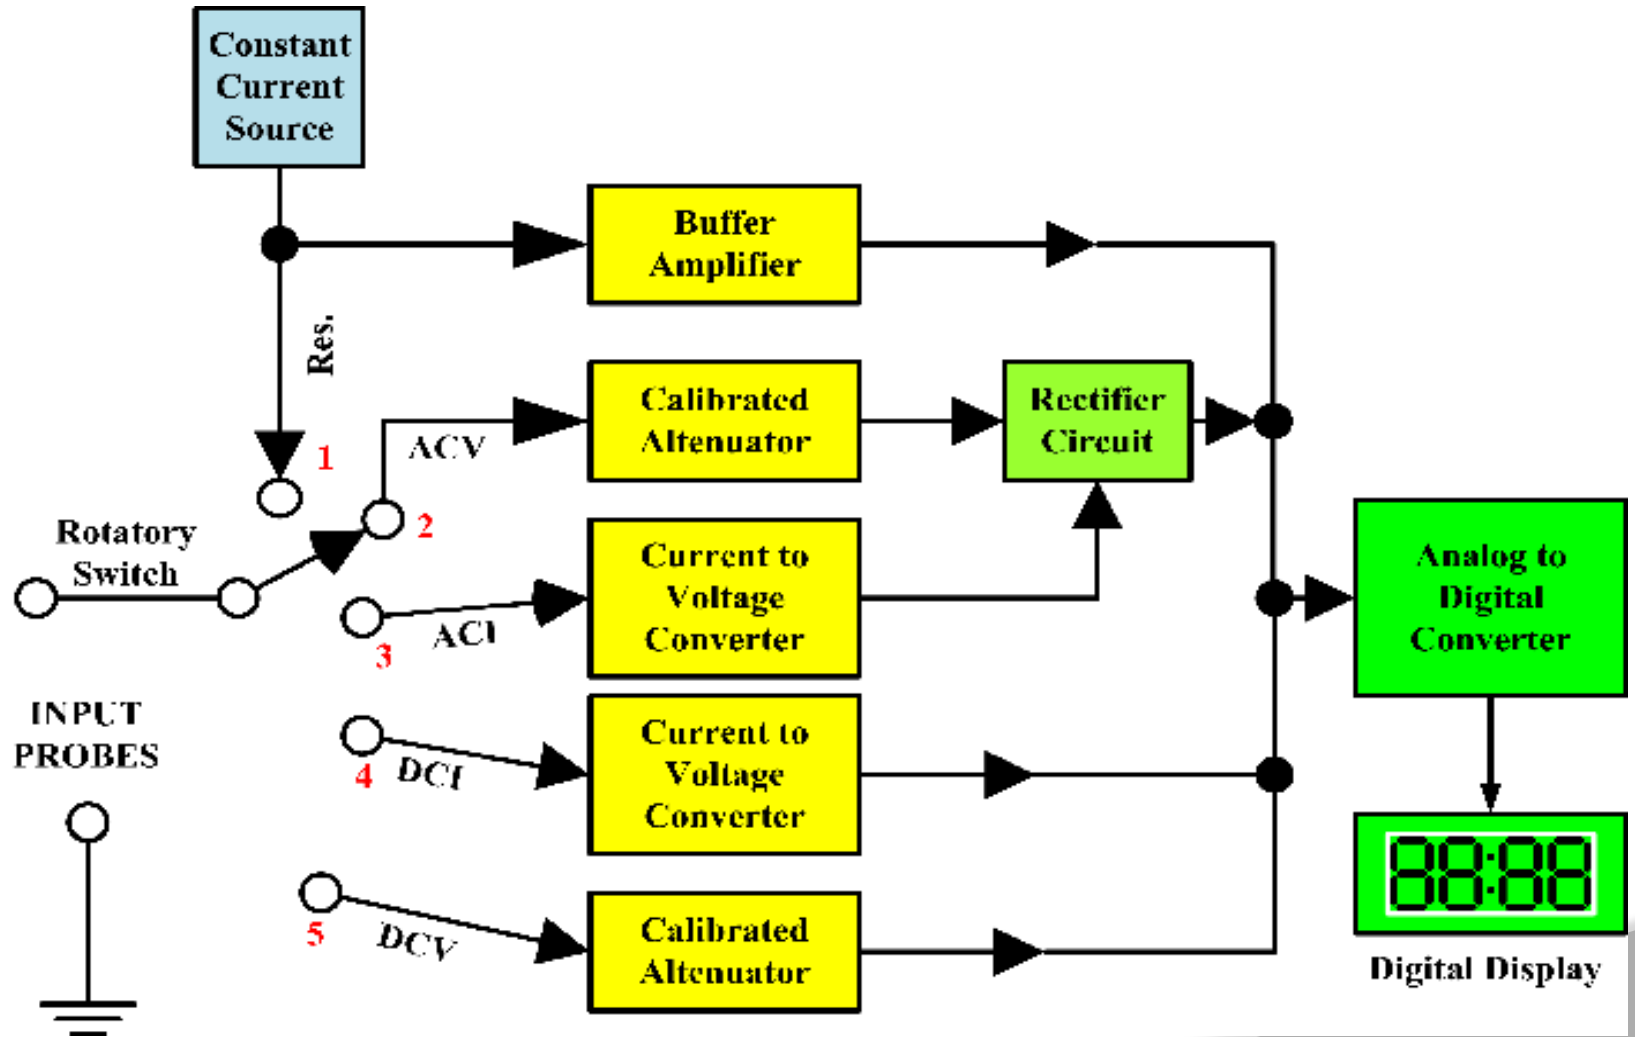 Constant
Current
Source
Buffer
Amplifier
Res.
Calibrated
Altenuator
Rectifier
Circuit
ACV
1
2
Rotatory
Switch
Current to
Voltage
Converter
ACI
3
Analog to
Digital
Converter
INPUT
PROBES
DCI
4
Current to
Voltage
Converter
38:88
DCV
5
Calibrated
Altenuator
Digital Display